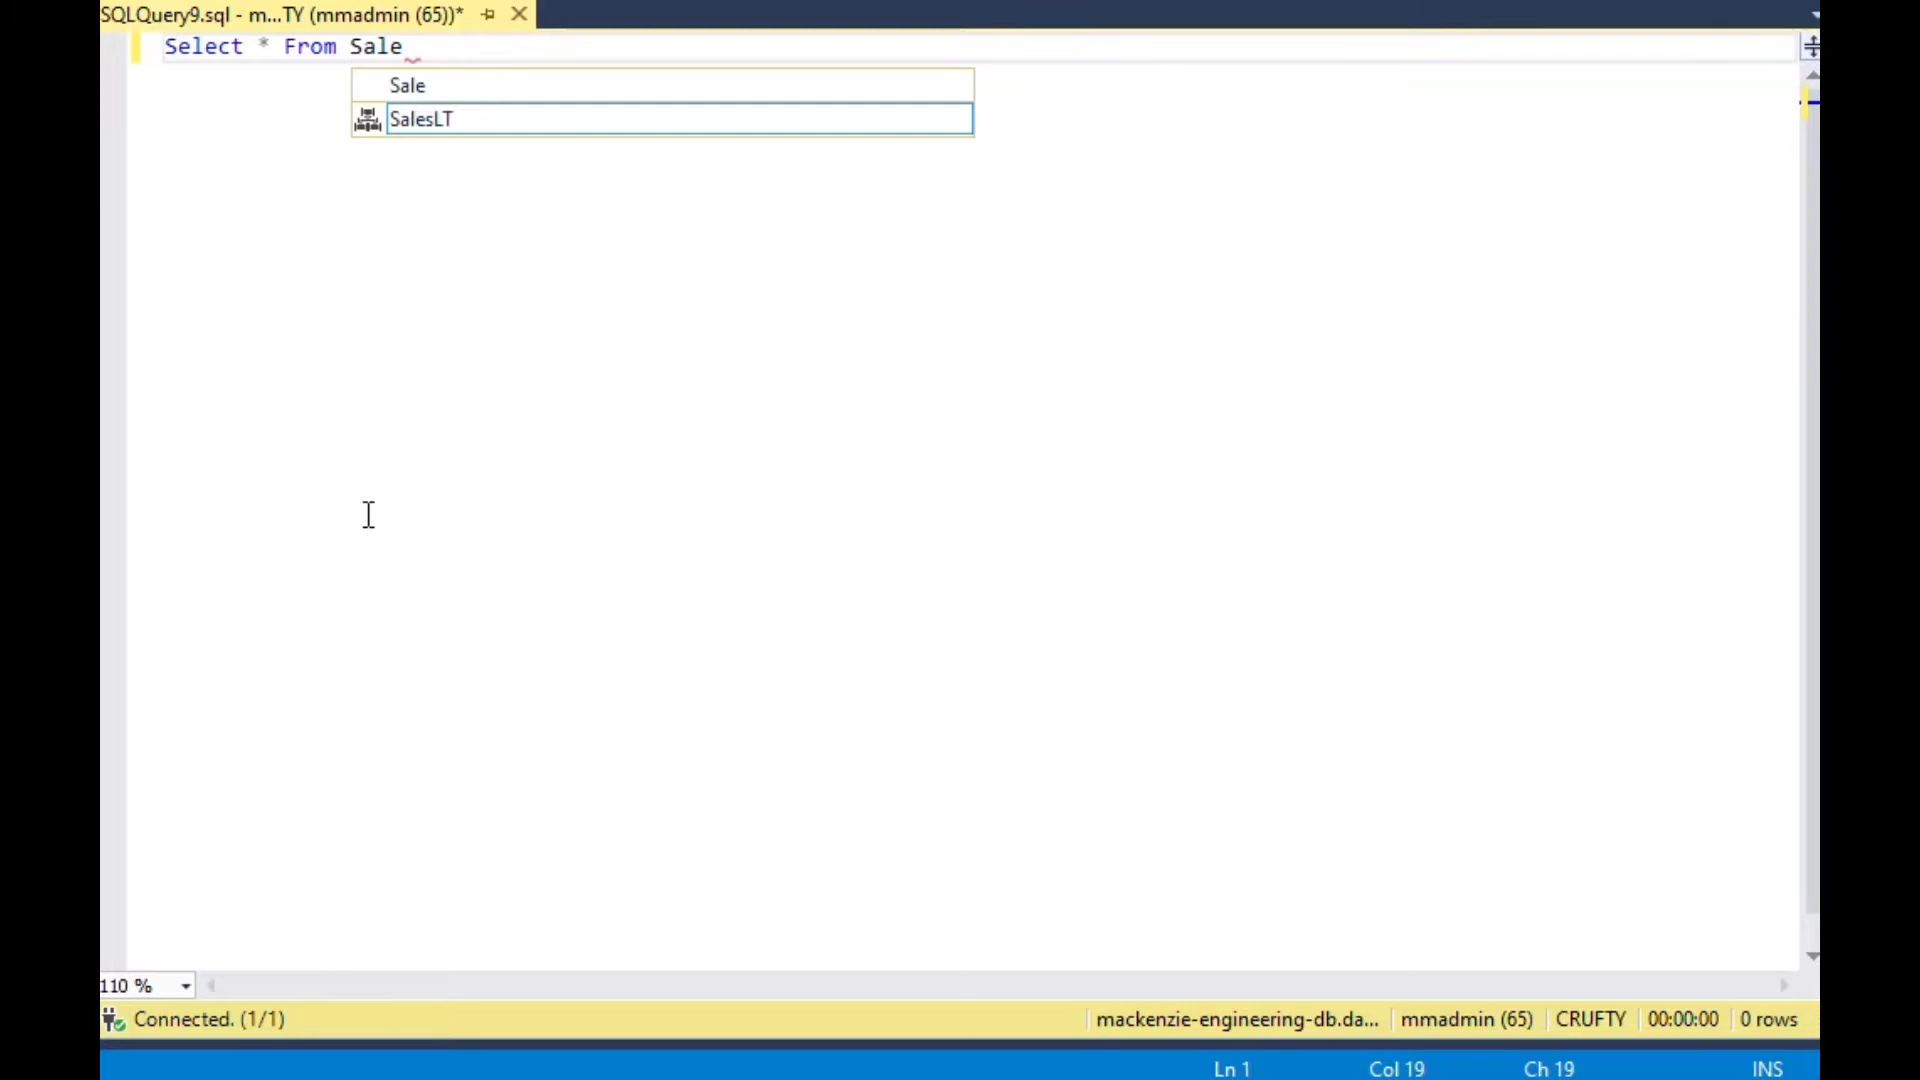 SQLQuery9.sql - m...TY (mmadmin (65))*
Select * From Sale
Sale
SalesLT
110 %
Connected. (1/1)
mackenzie-engineering-db.da...
mmadmin (65)
CRUFTY
00:00:00
0 rows
Ln 1
Col 19
Ch 19
INS